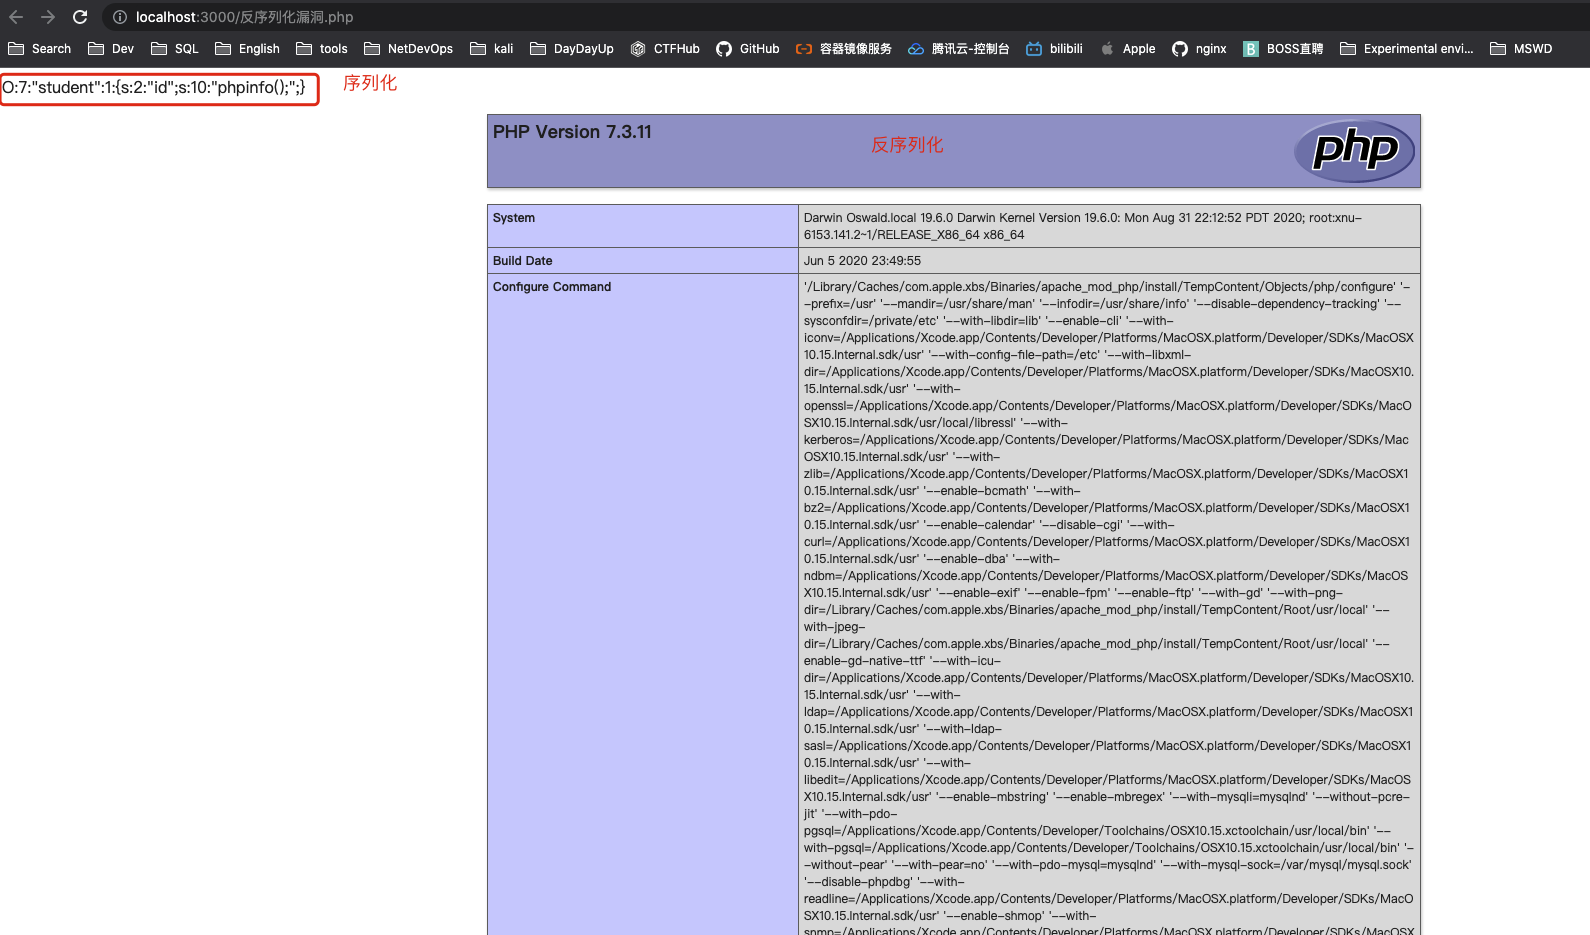 localhost:3000/反序列化漏洞.php
Search Dev SQL English tools NetDevOps kali DayDayUp CTFHub GitHub 容器镜像服务 腾讯云-控制台 bilibili Apple nginx BOSS直聘 Experimental envi... MSWD
O:7:"student":1:{s:2:"id";s:10:"phpinfo();";} 序列化
PHP Version 7.3.11 反序列化 php
System Darwin Oswald.local 19.6.0 Darwin Kernel Version 19.6.0: Mon Aug 31 22:12:52 PDT 2020; root:xnu-
6153.141.2~1/RELEASE_X86_64 x86_64
Build Date Jun 5 2020 23:49:55
Configure Command '/Library/Caches/com.apple.xbs/Binaries/apache_mod_php/install/TempContent/Objects/php/configure' '-
-prefix=/usr' '--mandir=/usr/share/man' '--infodir=/usr/share/info' '--disable-dependency-tracking' '--
sysconfdir=/private/etc' '--with-libdir=lib' '--enable-cli' '--with-
iconv=/Applications/Xcode.app/Contents/Developer/Platforms/MacOSX.platform/Developer/SDKs/MacOSX
10.15.Internal.sdk/usr' '--with-config-file-path=/etc' '--with-libxml-
dir=/Applications/Xcode.app/Contents/Developer/Platforms/MacOSX.platform/Developer/SDKs/MacOSX10.
15.Internal.sdk/usr' '--with-
openssl=/Applications/Xcode.app/Contents/Developer/Platforms/MacOSX.platform/Developer/SDKs/MacO
SX10.15.Internal.sdk/usr/local/libressl' '--with-
kerberos=/Applications/Xcode.app/Contents/Developer/Platforms/MacOSX.platform/Developer/SDKs/Mac
OSX10.15.Internal.sdk/usr' '--with-
zlib=/Applications/Xcode.app/Contents/Developer/Platforms/MacOSX.platform/Developer/SDKs/MacOSX1
0.15.Internal.sdk/usr' '--enable-bcmath' '--with-
bz2=/Applications/Xcode.app/Contents/Developer/Platforms/MacOSX.platform/Developer/SDKs/MacOSX1
0.15.Internal.sdk/usr' '--enable-calendar' '--disable-cgi' '--with-
curl=/Applications/Xcode.app/Contents/Developer/Platforms/MacOSX.platform/Developer/SDKs/MacOSX1
0.15.Internal.sdk/usr' '--enable-dba' '--with-
ndbm=/Applications/Xcode.app/Contents/Developer/Platforms/MacOSX.platform/Developer/SDKs/MacOS
X10.15.Internal.sdk/usr' '--enable-exif' '--enable-fpm' '--enable-ftp' '--with-gd' '--with-png-
dir=/Library/Caches/com.apple.xbs/Binaries/apache_mod_php/install/TempContent/Root/usr/local' '--
with-jpeg-
dir=/Library/Caches/com.apple.xbs/Binaries/apache_mod_php/install/TempContent/Root/usr/local' '--
enable-gd-native-ttf' '--with-icu-
dir=/Applications/Xcode.app/Contents/Developer/Platforms/MacOSX.platform/Developer/SDKs/MacOSX10.
15.Internal.sdk/usr' '--with-
ldap=/Applications/Xcode.app/Contents/Developer/Platforms/MacOSX.platform/Developer/SDKs/MacOSX1
0.15.Internal.sdk/usr' '--with-ldap-
sasl=/Applications/Xcode.app/Contents/Developer/Platforms/MacOSX.platform/Developer/SDKs/MacOSX1
0.15.Internal.sdk/usr' '--with-
libedit=/Applications/Xcode.app/Contents/Developer/Platforms/MacOSX.platform/Developer/SDKs/MacOS
X10.15.Internal.sdk/usr' '--enable-mbstring' '--enable-mbregex' '--with-mysqli=mysqlnd' '--without-pcre-
jit' '--with-pdo-
pgsql=/Applications/Xcode.app/Contents/Developer/Toolchains/OSX10.15.xctoolchain/usr/local/bin' '--
with-pgsql=/Applications/Xcode.app/Contents/Developer/Toolchains/OSX10.15.xctoolchain/usr/local/bin' '-
-without-pear' '--with-pear=no' '--with-pdo-mysql=mysqlnd' '--with-mysql-sock=/var/mysql/mysql.sock'
'--disable-phpdbg' '--with-
readline=/Applications/Xcode.app/Contents/Developer/Platforms/MacOSX.platform/Developer/SDKs/MacO
SX10.15.Internal.sdk/usr' '--enable-shmop' '--with-
snmp=/Applications/Xcode.app/Contents/Developer/Platforms/MacOSX.platform/Developer/SDKs/MacOSX